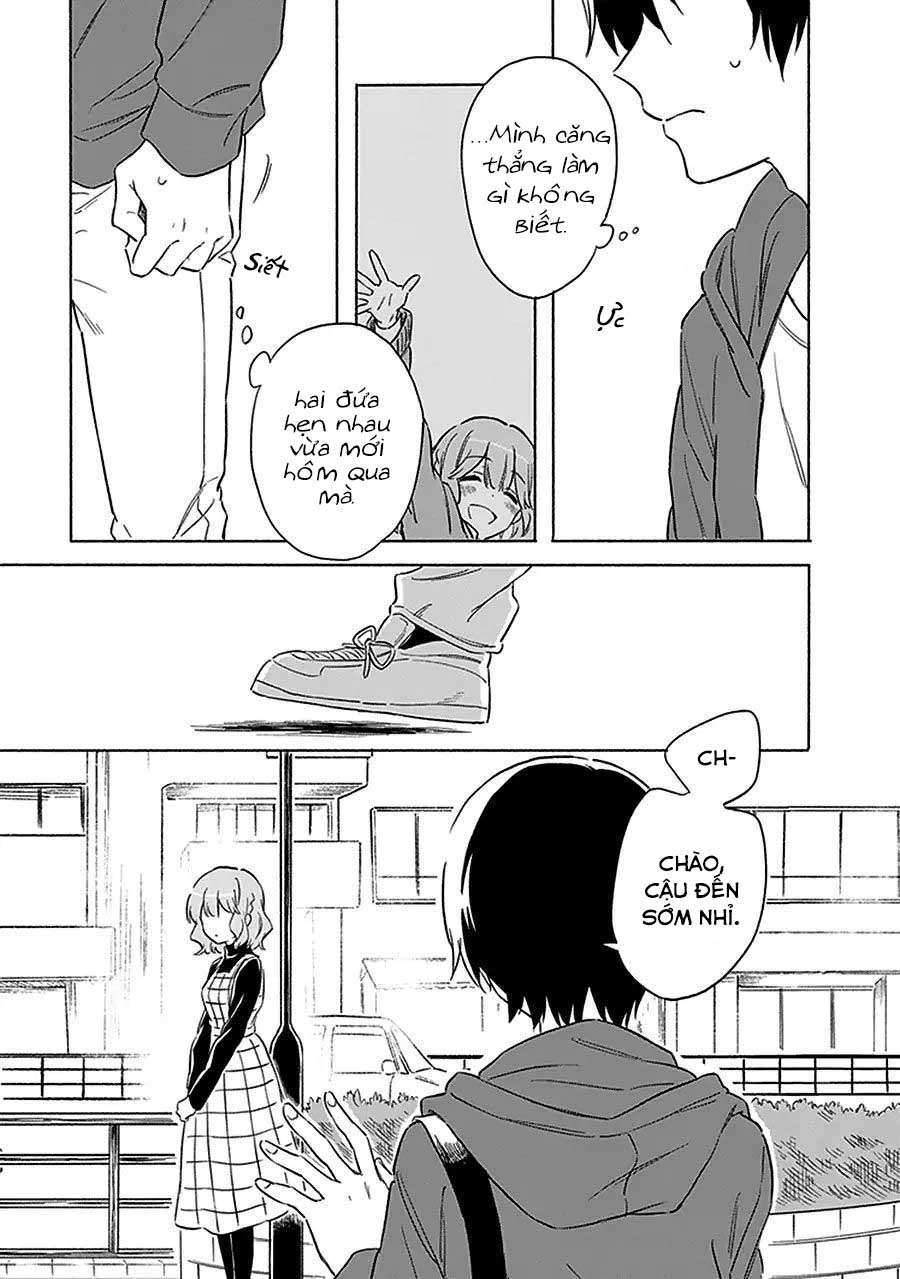 ...Mình căng
thẳng làm
gì không
biết.
Ực
Siết
hai đứa
hẹn nhau
vừa mới
hôm qua
mà.
CH-
CHÀO,
CẬU ĐẾN
SỚM NHỈ.